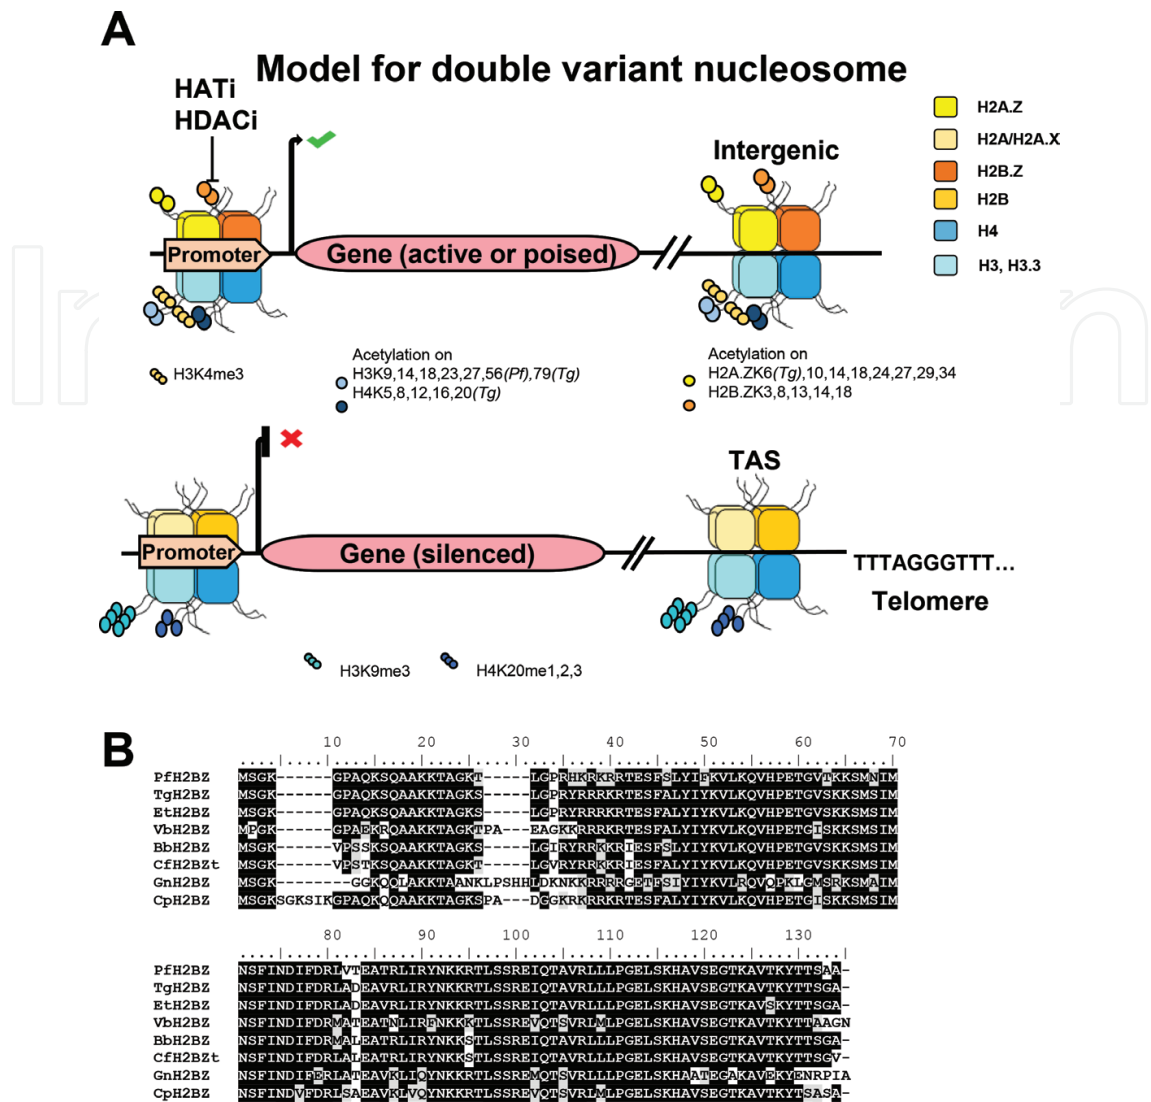 A
Model for double variant nucleosome
HATi
HDACi
Intergenic
H2A.Z
H2A/H2A.X
H2B.Z
H2B
H4
H3, H3.3
Promoter
Gene (active or poised)
H3K4me3
Acetylation on
H3K9,14,18,23,27,56(Pf),79(Tg)
H4K5,8,12,16,20(Tg)
Acetylation on
H2A.ZK6(Tg),10,14,18,24,27,29,34
H2B.ZK3,8,13,14,18
TAS
Promoter
Gene (silenced)
TTTAGGGTTT...
Telomere
H3K9me3
H4K20me1,2,3
B
10 20 30 40 50 60 70
PfH2BZ MSGK------GPAQKSQAAKKTAGKT-----LGPRHKRKRRTESFSLYIFKVLKQVHPETGVTKKSMNIM
TgH2BZ MSGK------GPAQKSQAAKKTAGKS-----LGPRYRRRKRTESFALYIYKVLKQVHPETGVSKKSMSIM
EtH2BZ MSGK------GPAQKSQAAKKTAGKS-----LGPRYRRRKRTESFALYIYKVLKQVHPETGVSKKSMSIM
VbH2BZ MPGK------GPAEKRQAAKKTAGKTPA---EAGKKRRRKRTESFALYIYKVLKQVHPETGISKKSMSIM
BbH2BZ MSGK------VPSSKSQAAKKTAGKS-----LGIRYRRKKRIESFSLYIYKVLKQVHPETGVSKKSMSIM
CfH2BZt MSGK------VPSTKSQAAKKTAGKT-----LGVRYRRKKRIESFALYIYKVLKQVHPETGVSKKSMSIM
GnH2BZ MSGK--------GGKQQLAKKTAANKLPSHHLDKNKKRRRRGETFSIYIYKVLRQVQPKLGMSRKSMAIM
CpH2BZ MSGKSGKSIKGPAQKQQAAKKTAGKSPA---DGGKRKRRKRTESFALYIYKVLKQVHPETGISKKSMSIM
80 90 100 110 120 130
PfH2BZ NSFINDIFDRLVTEATRLIRYNKKRTLSSREIQTAVRLLLPGELSKHAVSEGTKAVTKYTTSAA-
TgH2BZ NSFINDIFDRLADEAVRLIRYNKKRTLSSREIQTAVRLLLPGELSKHAVSEGTKAVTKYTTSGA-
EtH2BZ NSFINDIFDRLADEAVRLIRYNKKRTLSSREIQTAVRLLLPGELSKHAVSEGTKAVSKYTTSGA-
VbH2BZ NSFINDIFDRMATEATNLIRFNKKKTLSSREVQTSVRLMLPGELSKHAVSEGTKAVTKYTTAAGN
BbH2BZ NSFINDIFDRMALEATRLIRYNKKSTLSSREIQTAVRLLLPGELSKHAVSEGTKAVTKYTTSGA-
CfH2BZt NSFINDIFDRLALEATRLIRYNKKSTLSSREIQTAVRLLLPGELSKHAVSEGTKAVTKYTTSGV-
GnH2BZ NSFINDIFERLATEAVKLIQYNKKRTLSSREMQTSVRLLLPGELSKHAATEGAKAVEKYENRPIA
CpH2BZ NSFINDVFDRLSAEAVKLVQYNKKRTLSSREVQTSVRLMLPGELSKHAVSEGTKAVTKYTSASA-